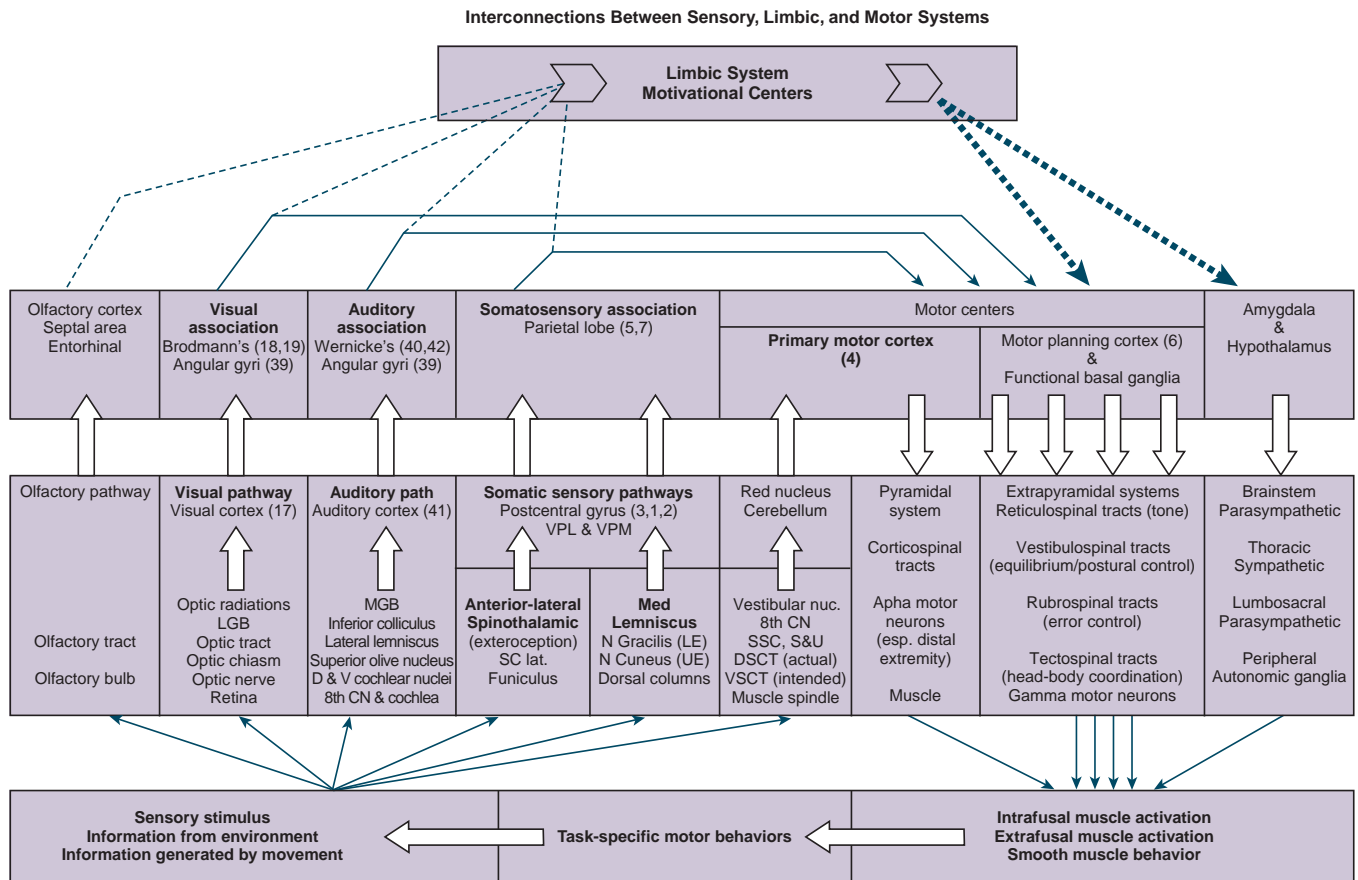 Interconnections Between Sensory, Limbic, and Motor Systems
Limbic System
Motivational Centers
Olfactory cortex
Septal area
Entorhinal
Visual
association
Brodmann's (18,19)
Angular gyri (39)
Auditory
association
Wernicke's (40,42)
Angular gyri (39)
Somatosensory association
Parietal lobe (5,7)
Motor centers
Primary motor cortex
(4)
Motor planning cortex (6)
&
Functional basal ganglia
Amygdala
&
Hypothalamus
Olfactory pathway
Olfactory tract
Olfactory bulb
Visual pathway
Visual cortex (17)
Optic radiations
LGB
Optic tract
Optic chiasm
Optic nerve
Retina
Auditory path
Auditory cortex (41)
MGB
Inferior colliculus
Lateral lemniscus
Superior olive nucleus
D & V cochlear nuclei
8th CN & cochlea
Somatic sensory pathways
Postcentral gyrus (3,1,2)
VPL & VPM
Anterior-lateral
Spinothalamic
(exteroception)
SC lat.
Funiculus
Med
Lemniscus
N Gracilis (LE)
N Cuneus (UE)
Dorsal columns
Red nucleus
Cerebellum
Vestibular nuc.
8th CN
SSC, S&U
DSCT (actual)
VSCT (intended)
Muscle spindle
Pyramidal
system
Corticospinal
tracts
Apha motor
neurons
(esp. distal
extremity)
Muscle
Extrapyramidal systems
Reticulospinal tracts (tone)
Vestibulospinal tracts
(equilibrium/postural control)
Rubrospinal tracts
(error control)
Tectospinal tracts
(head-body coordination)
Gamma motor neurons
Brainstem
Parasympathetic
Thoracic
Sympathetic
Lumbosacral
Parasympathetic
Peripheral
Autonomic ganglia
Sensory stimulus
Information from environment
Information generated by movement
Task-specific motor behaviors
Intrafusal muscle activation
Extrafusal muscle activation
Smooth muscle behavior